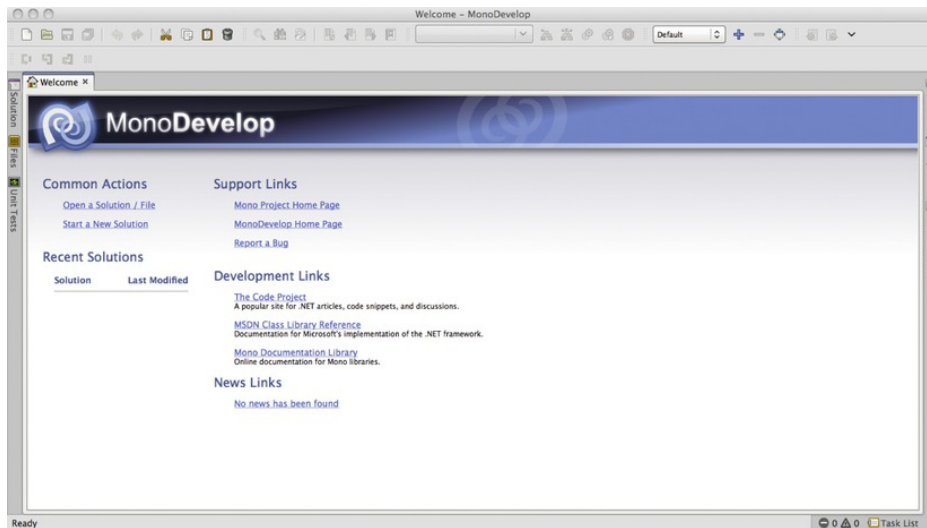 Welcome – MonoDevelop
Default
Welcome ×
Solution
Files
Unit Tests
MonoDevelop
Common Actions
Open a Solution / File
Start a New Solution
Recent Solutions
Solution Last Modified
Support Links
Mono Project Home Page
MonoDevelop Home Page
Report a Bug
Development Links
The Code Project
A popular site for .NET articles, code snippets, and discussions.
MSDN Class Library Reference
Documentation for Microsoft's implementation of the .NET framework.
Mono Documentation Library
Online documentation for Mono libraries.
News Links
No news has been found
Ready
0 0 Task List